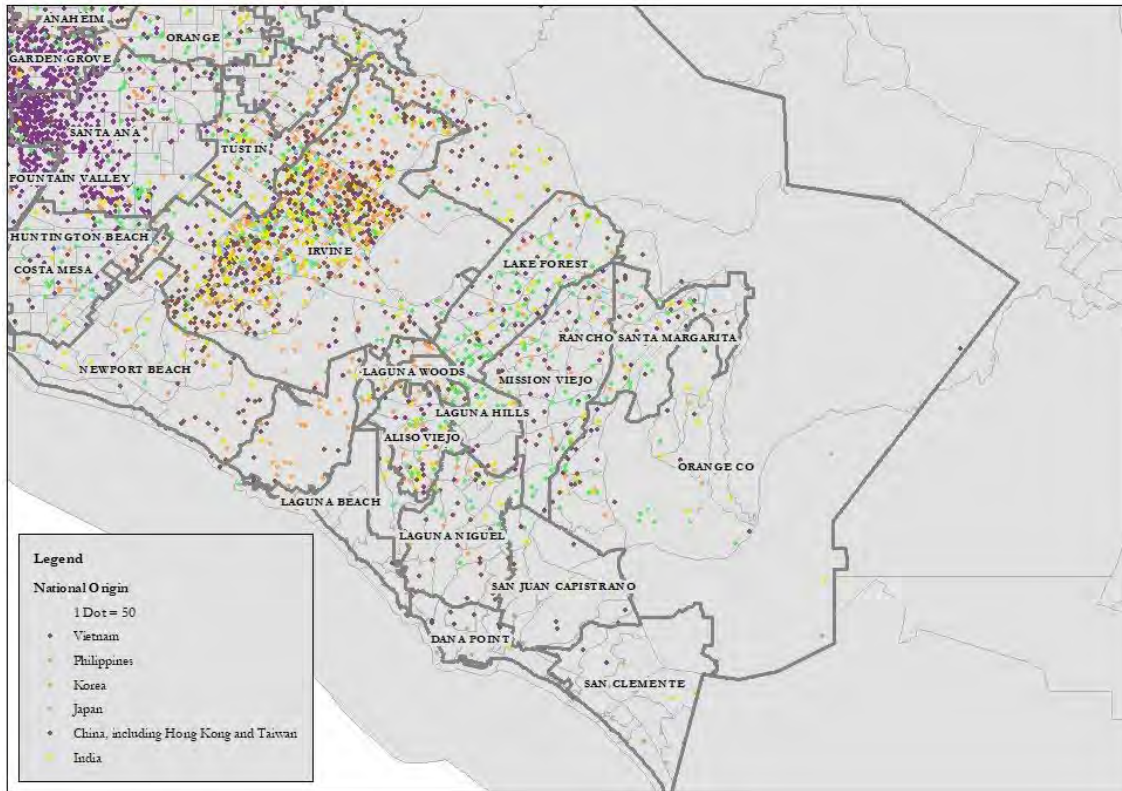 ANAHEIM
ORANGE
GARDEN GROVE
SANTA ANA
TUSTIN
FOUNTAIN VALLEY
HUNTINGTON BEACH
IRVINE
COSTA MESA
LAKE FOREST
RANCHO SANTA MARGARITA
NEWPORT BEACH
LAGUNA WOODS
MISSION VIEJO
LAGUNA HILLS
ALISO VIEJO
ORANGE CO
LAGUNA BEACH
LAGUNA NIGUEL
SAN JUAN CAPISTRANO
DANA POINT
SAN CLEMENTE
Legend
National Origin
1 Dot = 50
Vietnam
Philippines
Korea
Japan
China, including Hong Kong and Taiwan
India